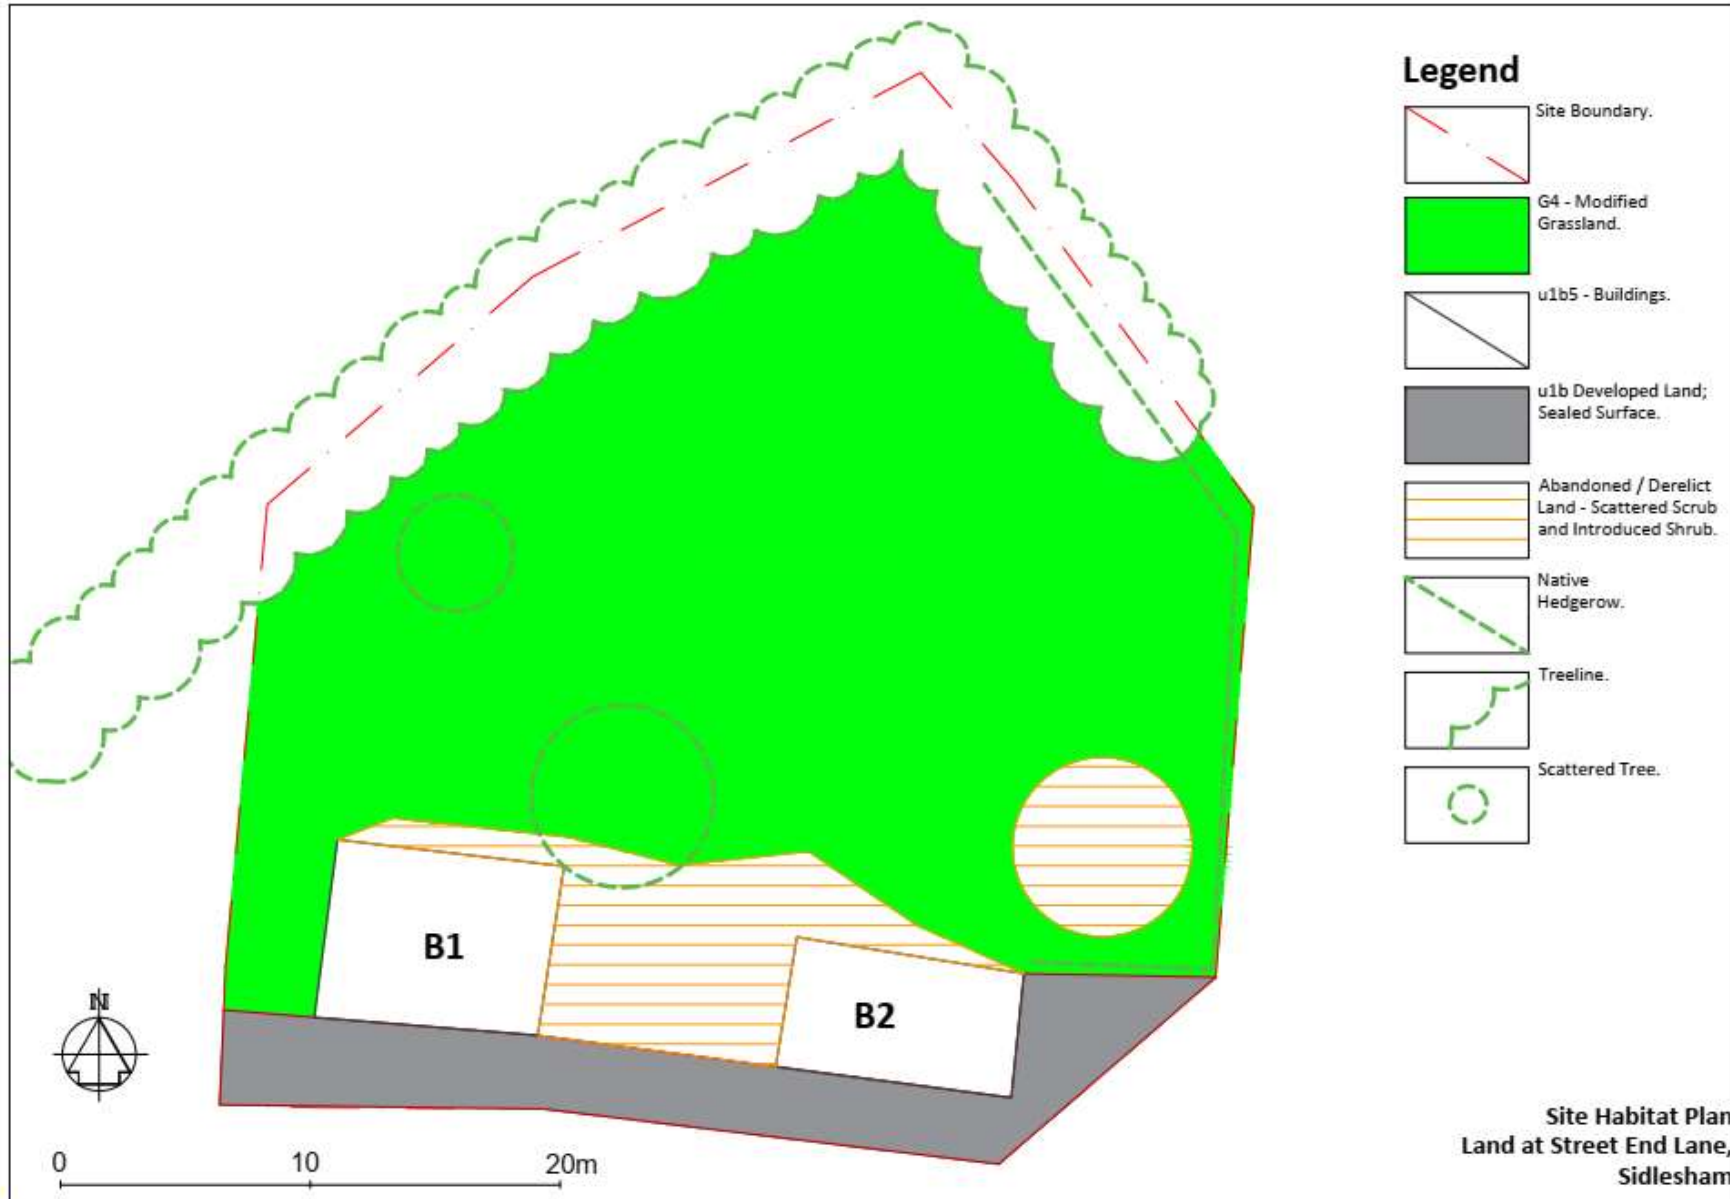 Legend
Site Boundary.
G4 - Modified
Grassland.
u1b5 - Buildings.
u1b Developed Land;
Sealed Surface.
Abandoned / Derelict
Land - Scattered Scrub
and Introduced Shrub.
Native
Hedgerow.
Treeline.
Scattered Tree.
B1
B2
N
0 10 20m
Site Habitat Plan
Land at Street End Lane,
Sidlesham